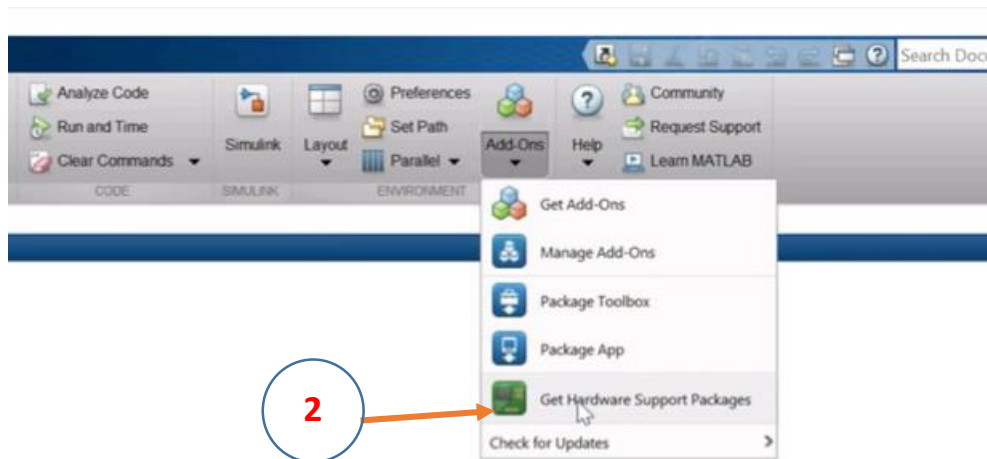 Search Doc
Analyze Code
Run and Time
Clear Commands
CODE
Simulink
SIMULINK
Layout
Preferences
Set Path
Parallel
ENVIRONMENT
Add-Ons
Help
Community
Request Support
Learn MATLAB
Get Add-Ons
Manage Add-Ons
Package Toolbox
Package App
Get Hardware Support Packages
Check for Updates
2